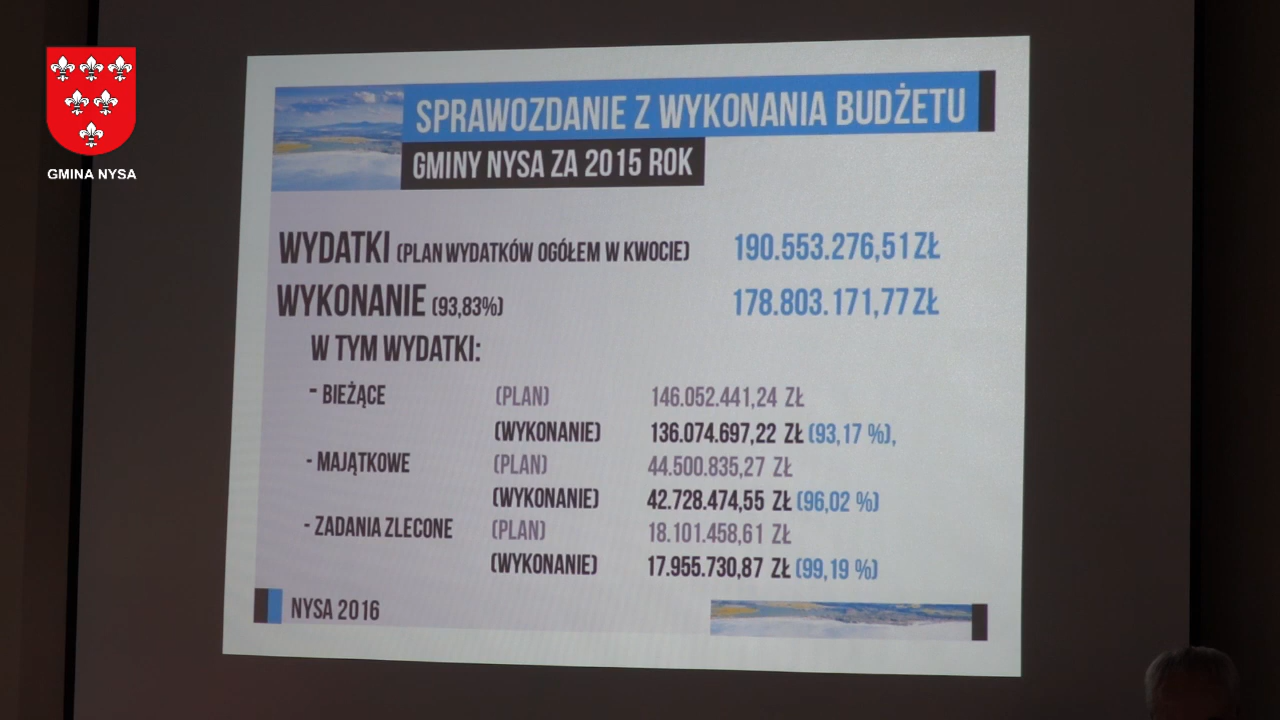 GMINA NYSA
SPRAWOZDANIE Z WYKONANIA BUDŻETU
GMINY NYSA ZA 2015 ROK
WYDATKI (PLAN WYDATKÓW OGÓŁEM W KWOCIE) 190.553.276,51 ZŁ
WYKONANIE (93,83%) 178.803.171,77 ZŁ
W TYM WYDATKI:
- BIEŻĄCE (PLAN) 146.052.441,24 ZŁ
(WYKONANIE) 136.074.697,22 ZŁ (93,17 %),
- MAJĄTKOWE (PLAN) 44.500.835,27 ZŁ
(WYKONANIE) 42.728.474,55 ZŁ (96,02 %)
- ZADANIA ZLECONE (PLAN) 18.101.458,61 ZŁ
(WYKONANIE) 17.955.730,87 ZŁ (99,19 %)
NYSA 2016